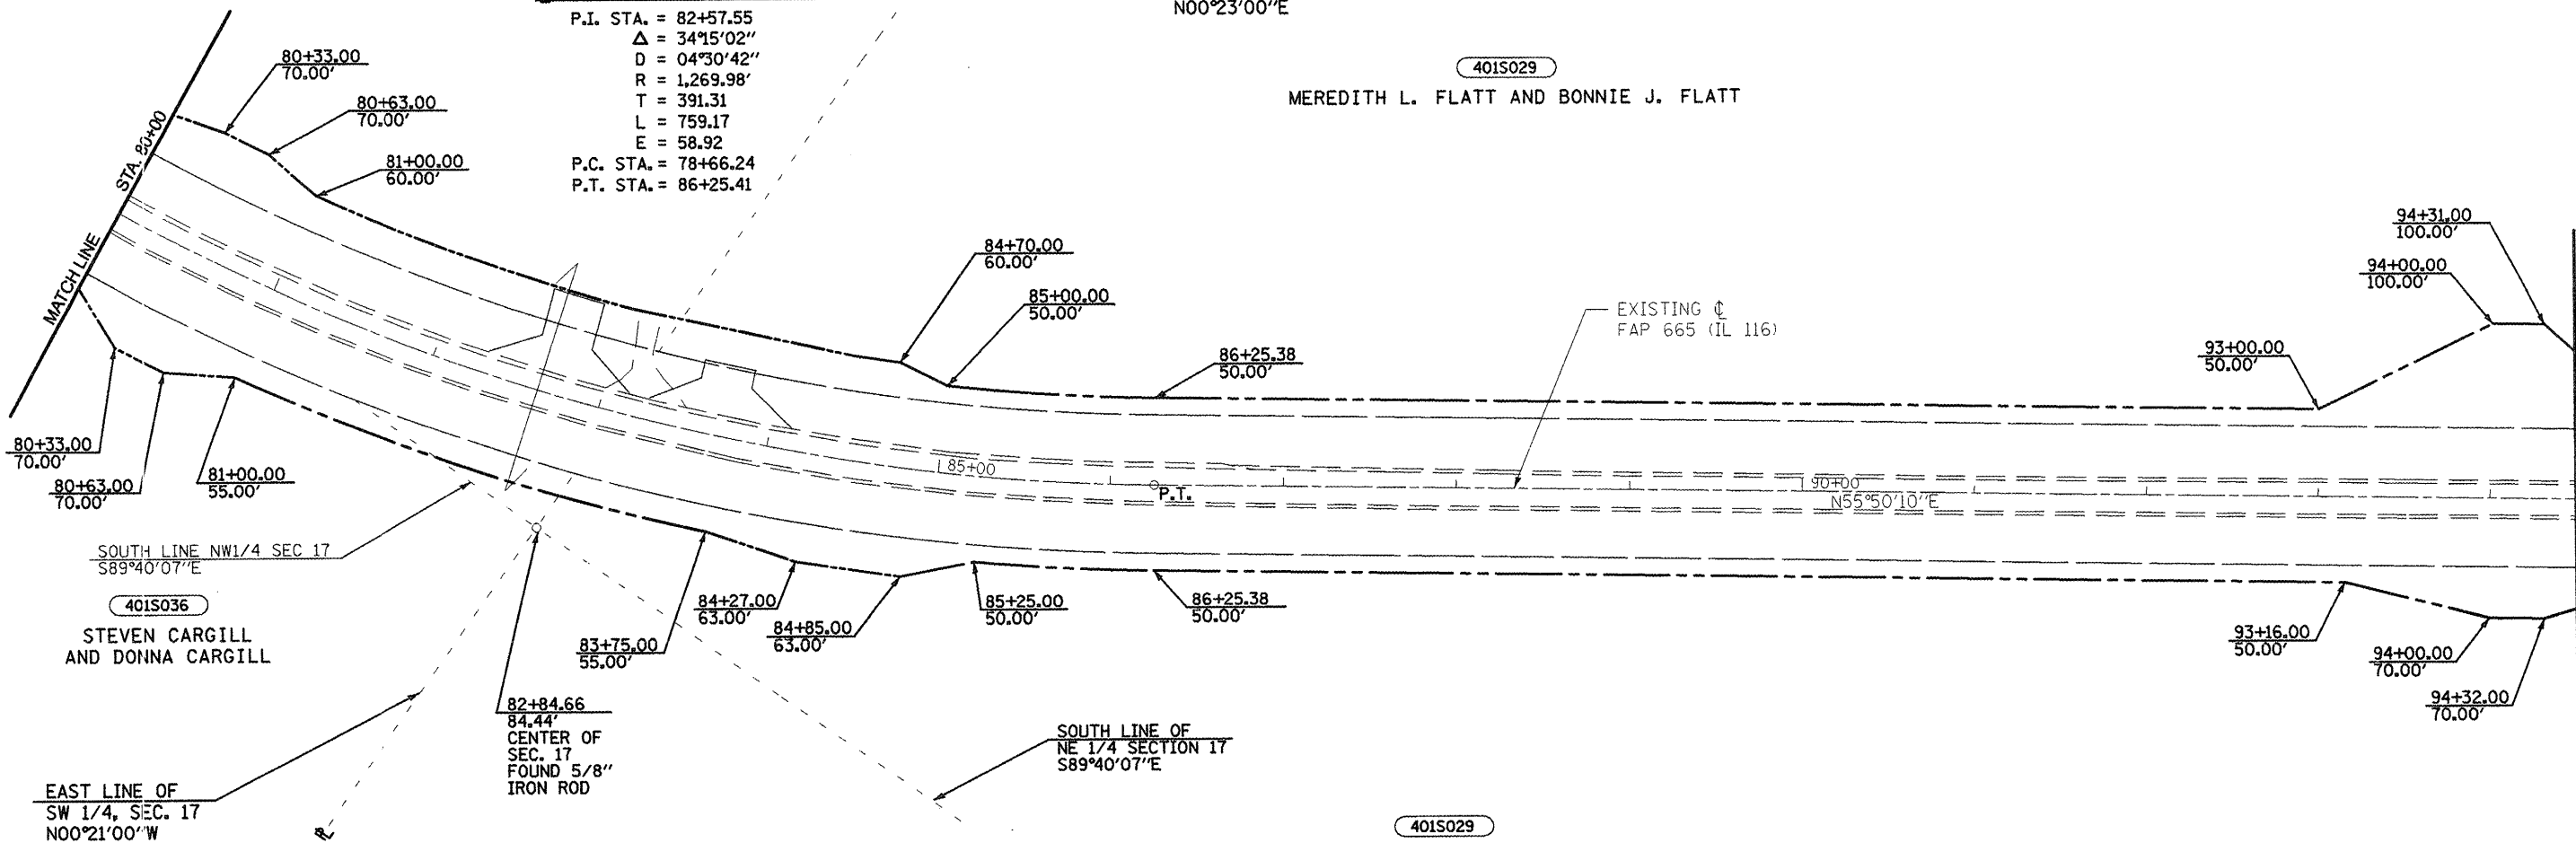 N00°23'00"E
P.I. STA. = 82+57.55
Δ = 34°15'02"
D = 04°30'42"
R = 1,269.98'
T = 391.31
L = 759.17
E = 58.92
P.C. STA. = 78+66.24
P.T. STA. = 86+25.41
401S029
MEREDITH L. FLATT AND BONNIE J. FLATT
STA. 80+00
MATCH LINE
80+33.00
70.00'
80+63.00
70.00'
81+00.00
60.00'
84+70.00
60.00'
85+00.00
50.00'
86+25.38
50.00'
EXISTING ℄
FAP 665 (IL 116)
93+00.00
50.00'
94+00.00
100.00'
94+31.00
100.00'
85+00
P.T.
90+00
N55°50'10"E
80+33.00
70.00'
80+63.00
70.00'
81+00.00
55.00'
SOUTH LINE NW1/4 SEC 17
S89°40'07"E
401S036
STEVEN CARGILL
AND DONNA CARGILL
83+75.00
55.00'
84+27.00
63.00'
84+85.00
63.00'
85+25.00
50.00'
86+25.38
50.00'
93+16.00
50.00'
94+00.00
70.00'
94+32.00
70.00'
82+84.66
84.44'
CENTER OF
SEC. 17
FOUND 5/8"
IRON ROD
SOUTH LINE OF
NE 1/4 SECTION 17
S89°40'07"E
EAST LINE OF
SW 1/4, SEC. 17
N00°21'00"W
PL
401S029